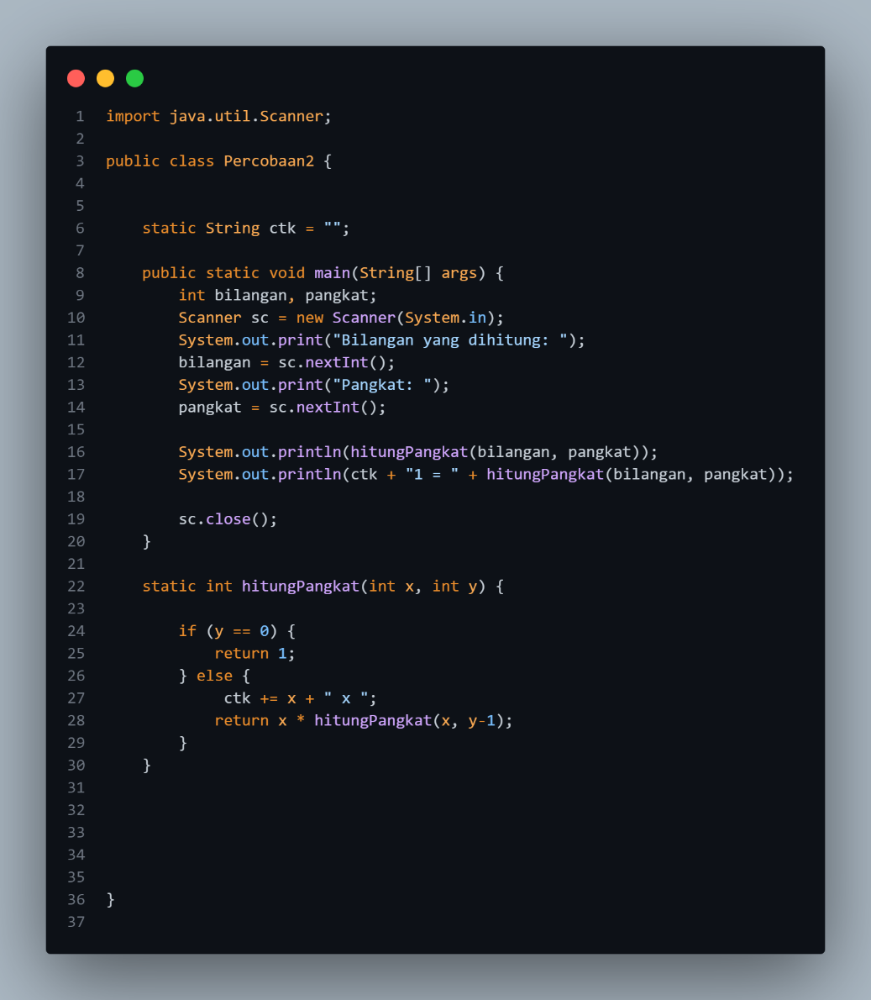 1 import java.util.Scanner;
2
3 public class Percobaan2 {
4
5
6     static String ctk = "";
7
8     public static void main(String[] args) {
9         int bilangan, pangkat;
10         Scanner sc = new Scanner(System.in);
11         System.out.print("Bilangan yang dihitung: ");
12         bilangan = sc.nextInt();
13         System.out.print("Pangkat: ");
14         pangkat = sc.nextInt();
15
16         System.out.println(hitungPangkat(bilangan, pangkat));
17         System.out.println(ctk + "1 = " + hitungPangkat(bilangan, pangkat));
18
19         sc.close();
20     }
21
22     static int hitungPangkat(int x, int y) {
23
24         if (y == 0) {
25             return 1;
26         } else {
27              ctk += x + " x ";
28             return x * hitungPangkat(x, y-1);
29         }
30     }
31
32
33
34
35
36 }
37